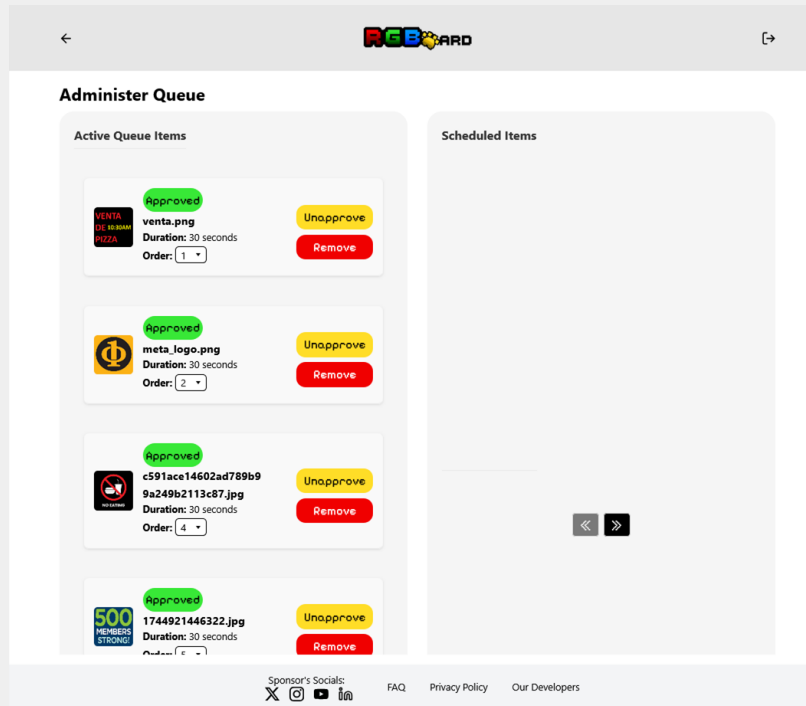 RGBoard
Administer Queue
Active Queue Items
VENTA
DE 10:30AM
PIZZA
Approved
venta.png
Duration: 30 seconds
Order: 1
Unapprove
Remove
Approved
meta_logo.png
Duration: 30 seconds
Order: 2
Unapprove
Remove
NO EATING
Approved
c591ace14602ad789b9
9a249b2113c87.jpg
Duration: 30 seconds
Order: 4
Unapprove
Remove
500
MEMBERS
STRONG!
Approved
1744921446322.jpg
Duration: 30 seconds
Order: 5
Unapprove
Remove
Scheduled Items
Sponsor's Socials:
FAQ
Privacy Policy
Our Developers